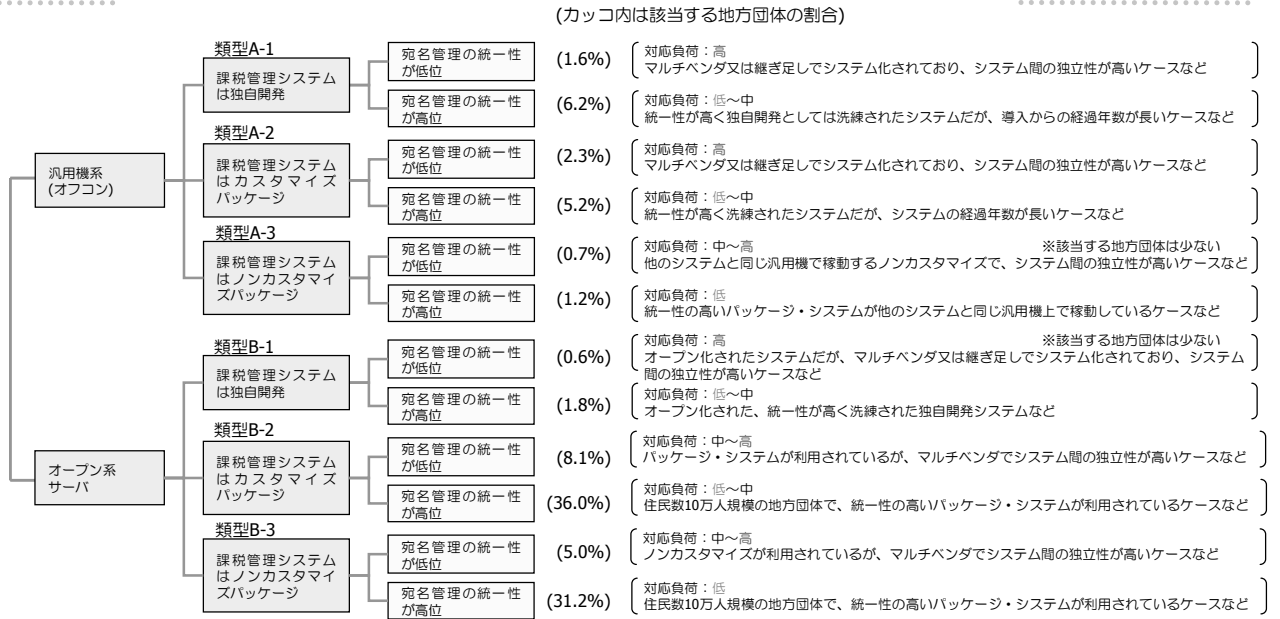 (カッコ内は該当する地方団体の割合)
汎用機系
(オフコン)
類型A-1
課税管理システム
は独自開発
宛名管理の統一性
が低位
(1.6%)
対応負荷：高
マルチベンダ又は継ぎ足しでシステム化されており、システム間の独立性が高いケースなど
宛名管理の統一性
が高位
(6.2%)
対応負荷：低～中
統一性が高く独自開発としては洗練されたシステムだが、導入からの経過年数が長いケースなど
類型A-2
課税管理システム
はカスタマイズ
パッケージ
宛名管理の統一性
が低位
(2.3%)
対応負荷：高
マルチベンダ又は継ぎ足しでシステム化されており、システム間の独立性が高いケースなど
宛名管理の統一性
が高位
(5.2%)
対応負荷：低～中
統一性が高く洗練されたシステムだが、システムの経過年数が長いケースなど
類型A-3
課税管理システム
はノンカスタマイ
ズパッケージ
宛名管理の統一性
が低位
(0.7%)
対応負荷：中～高 ※該当する地方団体は少ない
他のシステムと同じ汎用機で稼動するノンカスタマイズで、システム間の独立性が高いケースなど
宛名管理の統一性
が高位
(1.2%)
対応負荷：低
統一性の高いパッケージ・システムが他のシステムと同じ汎用機上で稼動しているケースなど
オープン系
サーバ
類型B-1
課税管理システム
は独自開発
宛名管理の統一性
が低位
(0.6%)
対応負荷：高 ※該当する地方団体は少ない
オープン化されたシステムだが、マルチベンダ又は継ぎ足しでシステム化されており、システム
間の独立性が高いケースなど
宛名管理の統一性
が高位
(1.8%)
対応負荷：低～中
オープン化された、統一性が高く洗練された独自開発システムなど
類型B-2
課税管理システム
はカスタマイズ
パッケージ
宛名管理の統一性
が低位
(8.1%)
対応負荷：中～高
パッケージ・システムが利用されているが、マルチベンダでシステム間の独立性が高いケースなど
宛名管理の統一性
が高位
(36.0%)
対応負荷：低～中
住民数10万人規模の地方団体で、統一性の高いパッケージ・システムが利用されているケースなど
類型B-3
課税管理システム
はノンカスタマイ
ズパッケージ
宛名管理の統一性
が低位
(5.0%)
対応負荷：中～高
ノンカスタマイズが利用されているが、マルチベンダでシステム間の独立性が高いケースなど
宛名管理の統一性
が高位
(31.2%)
対応負荷：低
住民数10万人規模の地方団体で、統一性の高いパッケージ・システムが利用されているケースなど